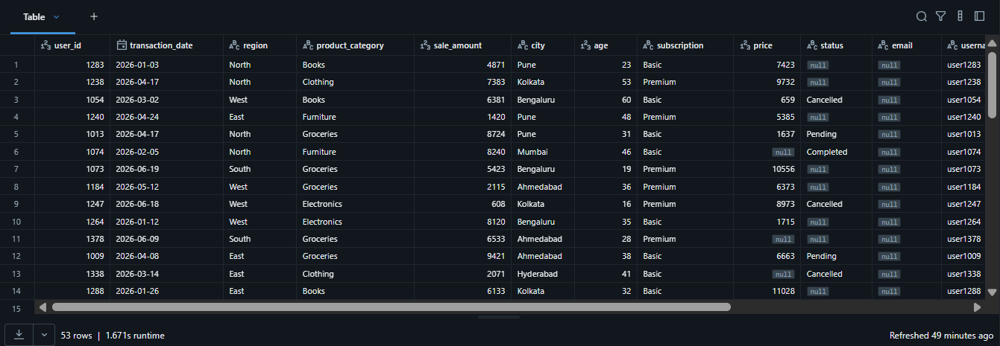 Table +
user_id transaction_date region product_category sale_amount city age subscription price status email userna
1 1283 2026-01-03 North Books 4871 Pune 23 Basic 7423 null null user1283
2 1238 2026-04-17 North Clothing 7383 Kolkata 53 Premium 9732 null null user1238
3 1054 2026-03-02 West Books 6381 Bengaluru 60 Basic 659 Cancelled null user1054
4 1240 2026-04-24 East Furniture 1420 Pune 48 Premium 5385 null null user1240
5 1013 2026-04-17 North Groceries 8724 Pune 31 Basic 1637 Pending null user1013
6 1074 2026-02-05 North Furniture 8240 Mumbai 46 Basic null Completed null user1074
7 1073 2026-06-19 South Groceries 5423 Bengaluru 19 Premium 10556 null null user1073
8 1184 2026-05-12 West Groceries 2115 Ahmedabad 36 Premium 6373 null null user1184
9 1247 2026-06-18 West Electronics 608 Kolkata 16 Premium 8973 Cancelled null user1247
10 1264 2026-01-12 West Electronics 8120 Bengaluru 35 Basic 1715 null null user1264
11 1378 2026-06-09 South Groceries 6533 Ahmedabad 28 Premium null null null user1378
12 1009 2026-04-08 East Groceries 9421 Ahmedabad 38 Basic 6663 Pending null user1009
13 1338 2026-03-14 East Clothing 2071 Hyderabad 41 Basic null Cancelled null user1338
14 1288 2026-01-26 East Books 6133 Kolkata 32 Basic 11028 null null user1288
15
53 rows | 1.671s runtime Refreshed 49 minutes ago